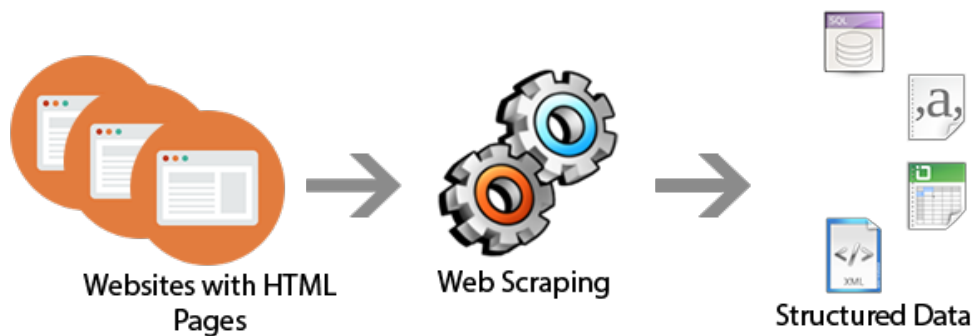 SQL
,a,
Websites with HTML
Pages
Web Scraping
</>
XML
Structured Data